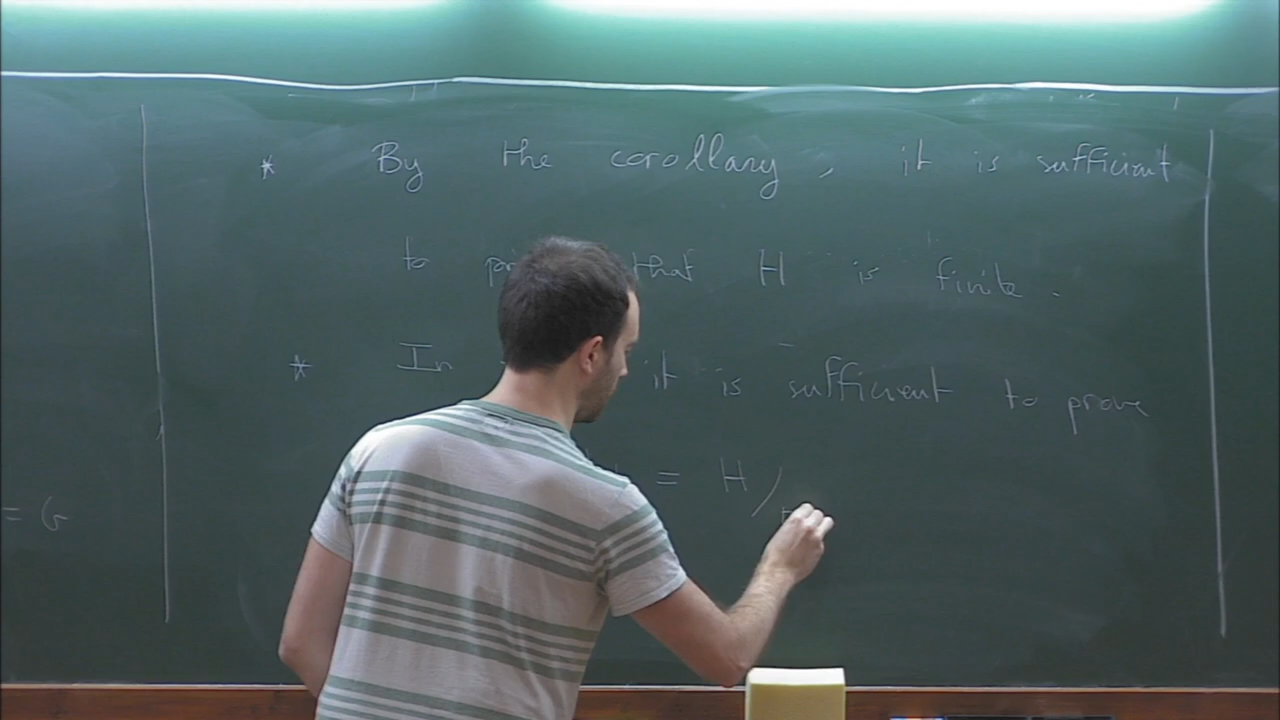 * By the corollary, it is sufficient
to that H is finite.
* In it is sufficient to prove
= H /
= G